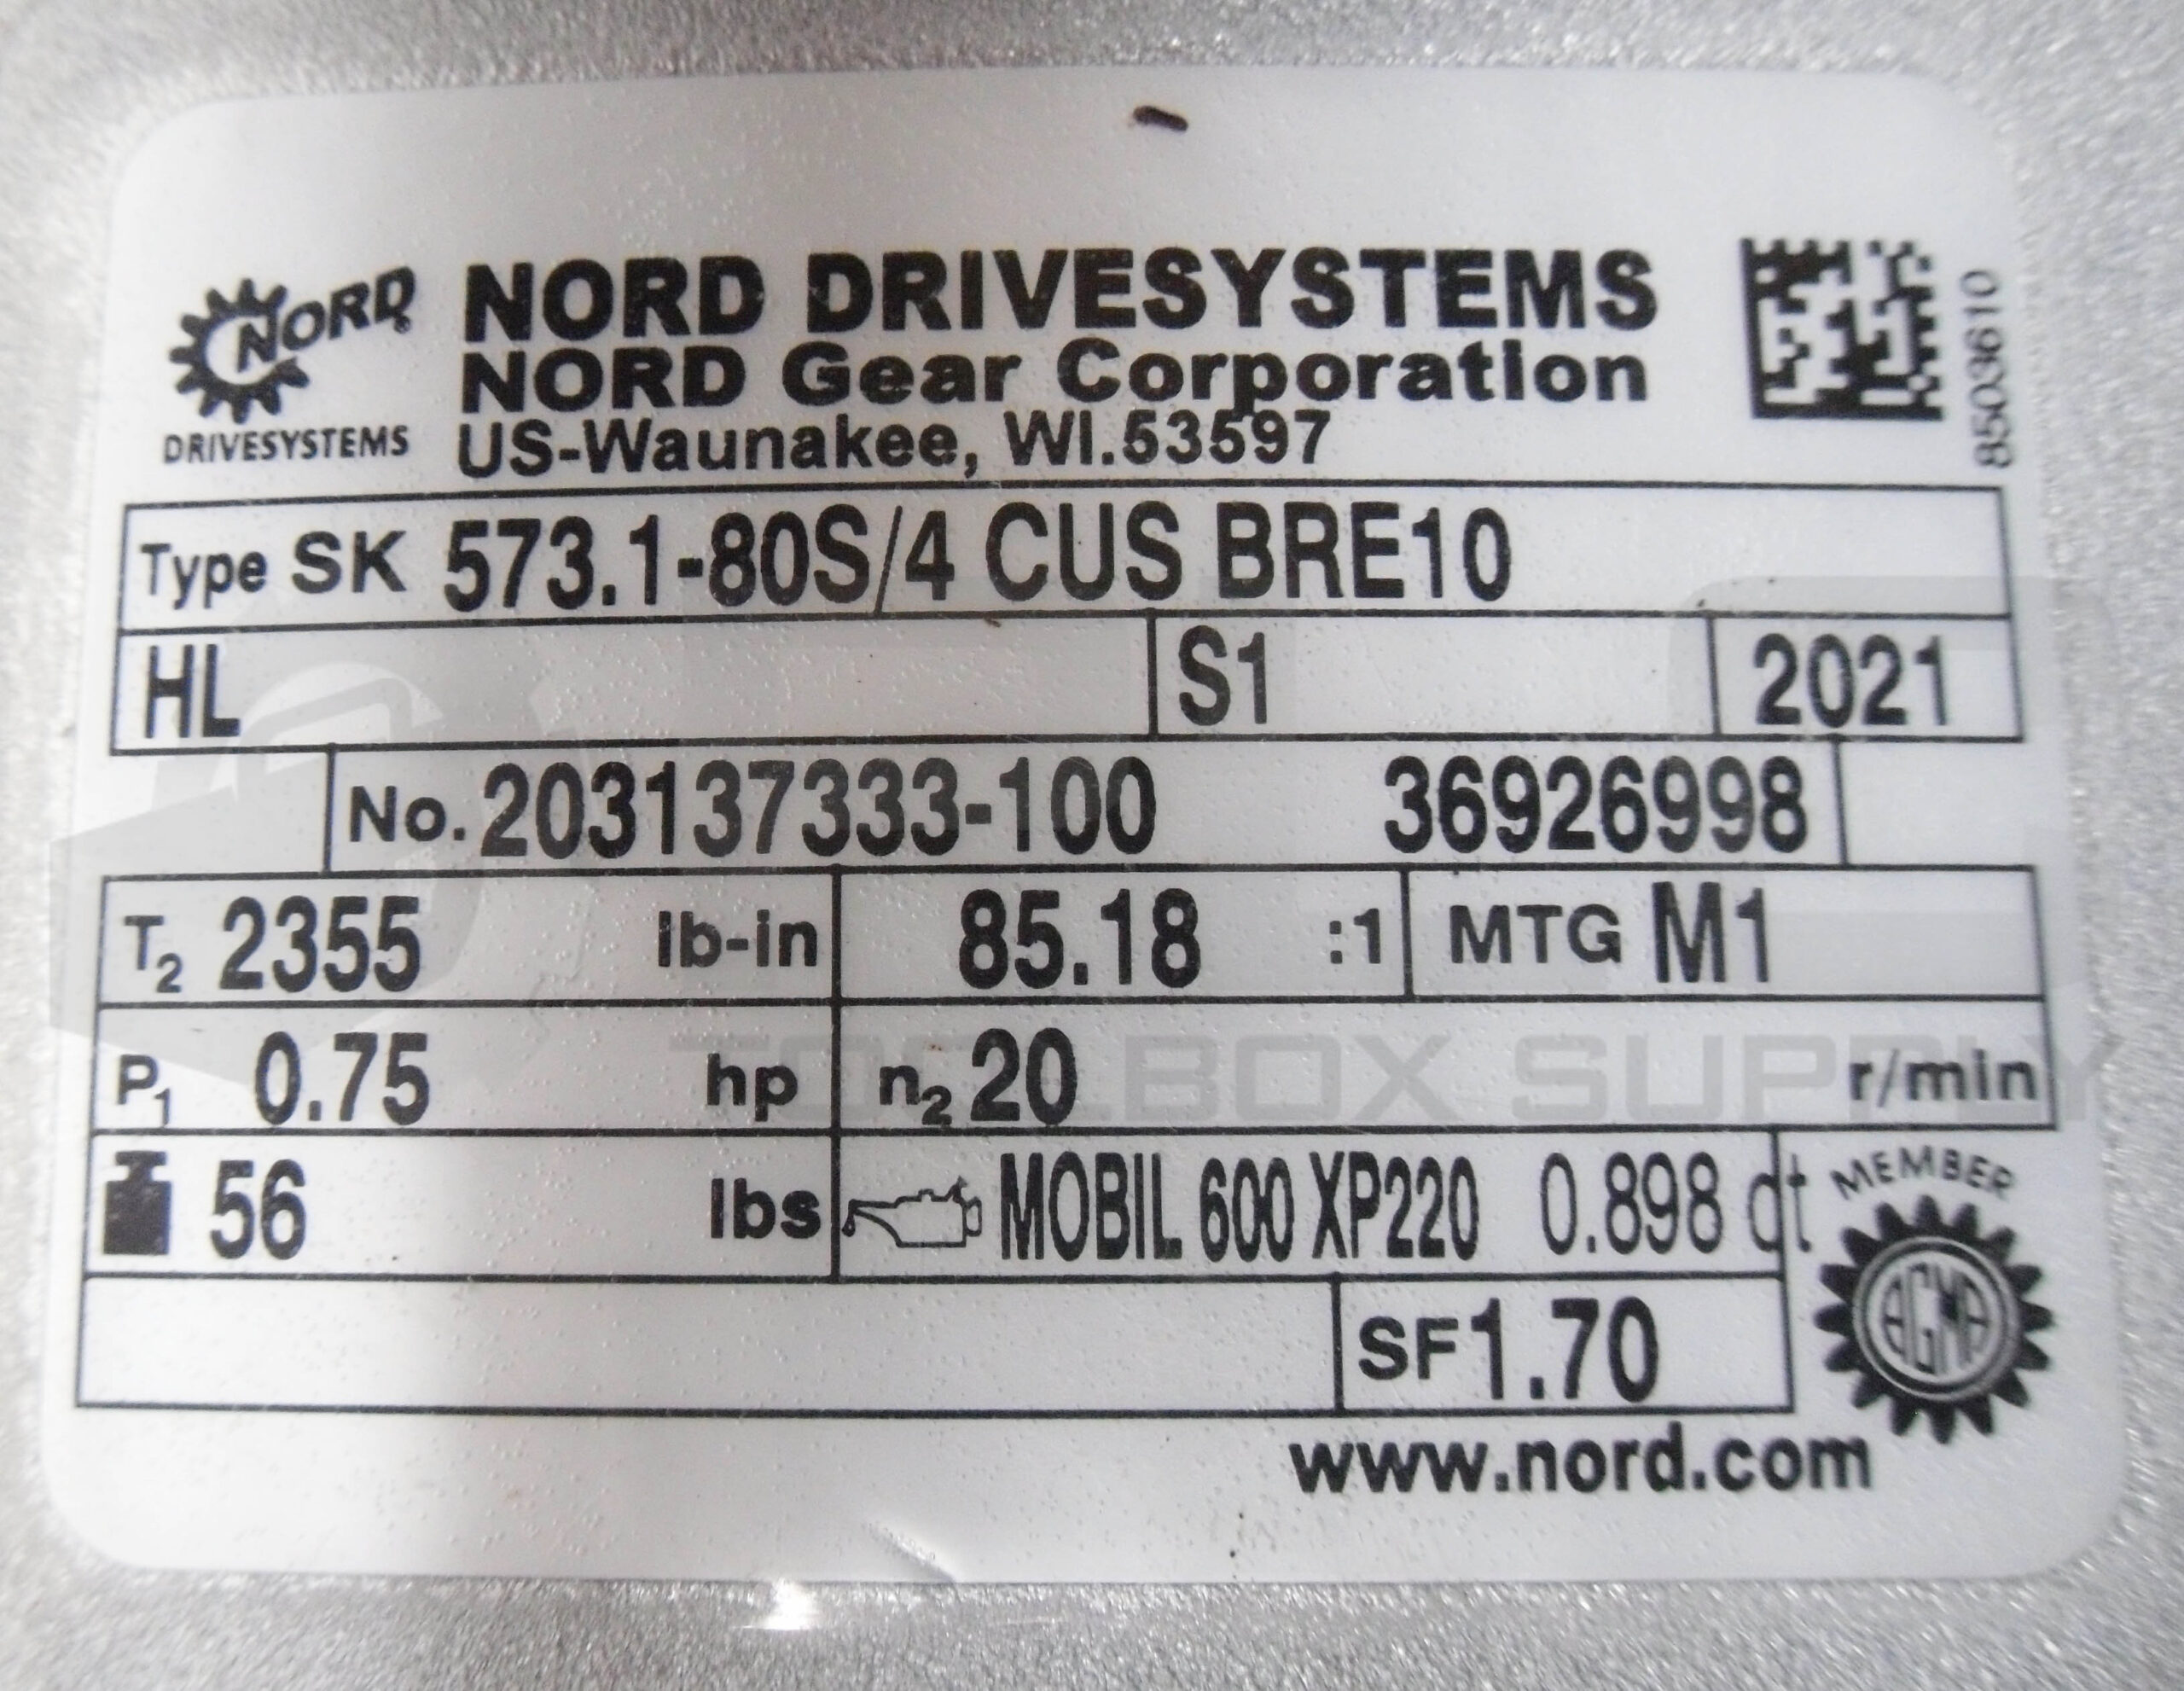 NORD
DRIVESYSTEMS
NORD DRIVESYSTEMS
NORD Gear Corporation
US-Waunakee, WI.53597
8503610
Type SK 573.1-80S/4 CUS BRE10
HL S1 2021
No. 203137333-100 36926998
T2 2355 lb-in 85.18 :1 MTG M1
P1 0.75 hp n2 20 r/min
56 lbs MOBIL 600 XP220 0.898 qt
MEMBER
AGMA
SF 1.70
www.nord.com
TOOLBOX SUPPLY